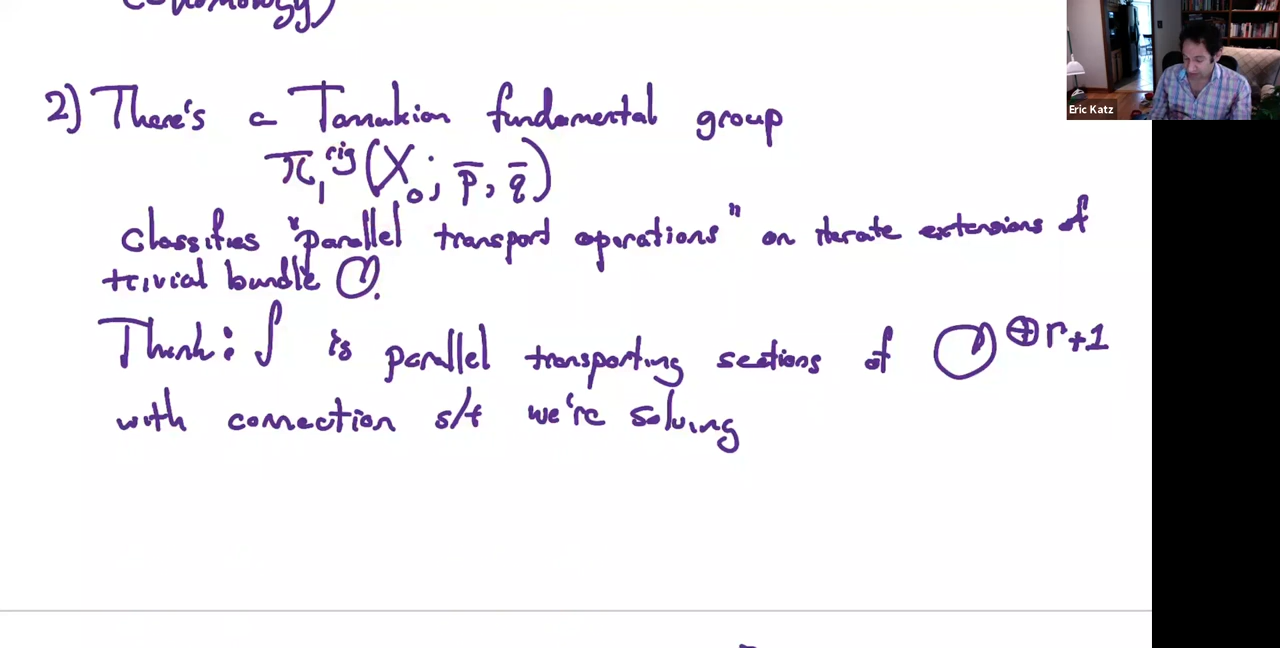 cohomology)
Eric Katz
2) There's a Tannakian fundamental group
π₁^rig(X₀; p̄, q̄)
classifies "parallel transport operations" on iterate extensions of
trivial bundle O.
Think: ∫ is parallel transporting sections of O^⊕r+1
with connection s/t we're solving